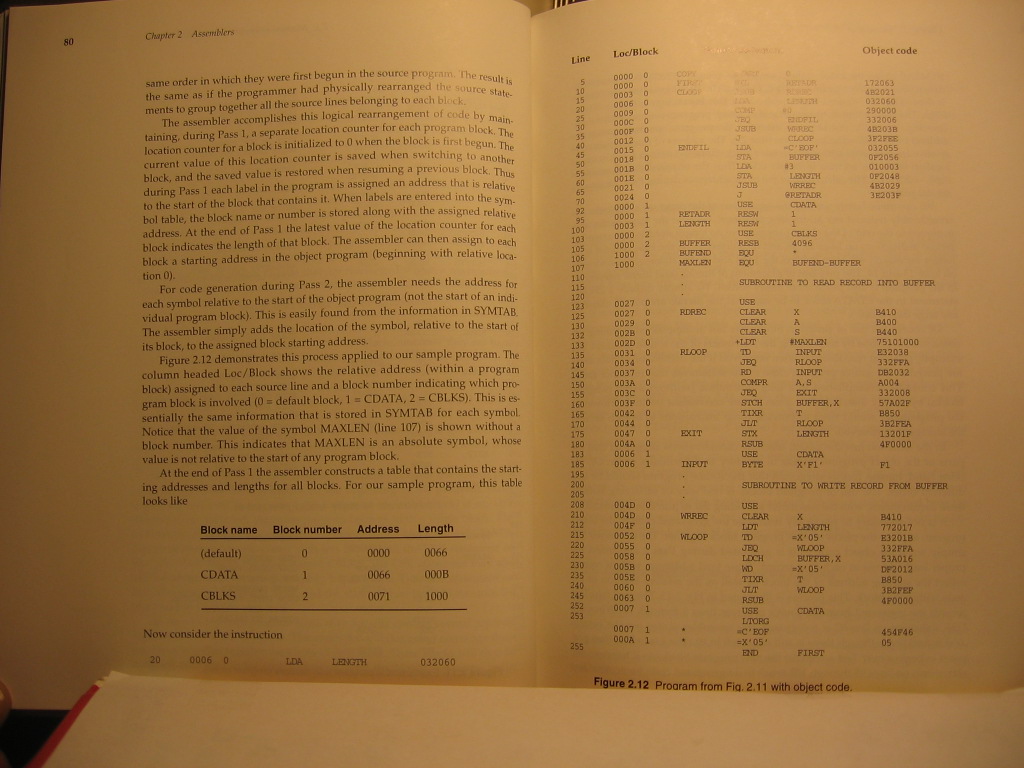 80
Chapter 2 Assemblers
same order in which they were first begun in the source program. The result is
the same as if the programmer had physically rearranged the source state-
ments to group together all the source lines belonging to each block.
The assembler accomplishes this logical rearrangement of code by main-
taining, during Pass 1, a separate location counter for each program block. The
location counter for a block is initialized to 0 when the block is first begun. The
current value of this location counter is saved when switching to another
block, and the saved value is restored when resuming a previous block. Thus
during Pass 1 each label in the program is assigned an address that is relative
to the start of the block that contains it. When labels are entered into the sym-
bol table, the block name or number is stored along with the assigned relative
address. At the end of Pass 1 the latest value of the location counter for each
block indicates the length of that block. The assembler can then assign to each
block a starting address in the object program (beginning with relative loca-
tion 0).
For code generation during Pass 2, the assembler needs the address for
each symbol relative to the start of the object program (not the start of an indi-
vidual program block). This is easily found from the information in SYMTAB.
The assembler simply adds the location of the symbol, relative to the start of
its block, to the assigned block starting address.
Figure 2.12 demonstrates this process applied to our sample program. The
column headed Loc/Block shows the relative address (within a program
block) assigned to each source line and a block number indicating which pro-
gram block is involved (0 = default block, 1 = CDATA, 2 = CBLKS). This is es-
sentially the same information that is stored in SYMTAB for each symbol.
Notice that the value of the symbol MAXLEN (line 107) is shown without a
block number. This indicates that MAXLEN is an absolute symbol, whose
value is not relative to the start of any program block.
At the end of Pass 1 the assembler constructs a table that contains the start-
ing addresses and lengths for all blocks. For our sample program, this table
looks like
Block name Block number Address Length
(default) 0 0000 0066
CDATA 1 0066 000B
CBLKS 2 0071 1000
Now consider the instruction
20 0006 0 LDA LENGTH 032060
Line Loc/Block Object code
5 0000 0 COPY
10 0000 0 FIRST RETADR 172063
15 0003 0 CLOOP 4B2021
20 0006 0 LDA LENGTH 032060
25 0009 0 COMP #0 290000
30 000C 0 JEQ ENDFIL 332006
35 000F 0 JSUB WRREC 4B203B
40 0012 0 J CLOOP 3F2FEE
45 0015 0 ENDFIL LDA =C'EOF' 032055
50 0018 0 STA BUFFER 0F2056
55 001B 0 LDA #3 010003
60 001E 0 STA LENGTH 0F2048
65 0021 0 JSUB WRREC 4B2029
70 0024 0 J @RETADR 3E203F
92 0000 1 USE CDATA
95 0000 1 RETADR RESW 1
100 0003 1 LENGTH RESW 1
103 0000 2 USE CBLKS
105 0000 2 BUFFER RESB 4096
106 1000 2 BUFEND EQU *
107 1000 MAXLEN EQU BUFEND-BUFFER
110 .
115 . SUBROUTINE TO READ RECORD INTO BUFFER
120 .
123 0027 0 USE
125 0027 0 RDREC CLEAR X B410
130 0029 0 CLEAR A B400
132 002B 0 CLEAR S B440
133 002D 0 +LDT #MAXLEN 75101000
135 0031 0 RLOOP TD INPUT E32038
140 0034 0 JEQ RLOOP 332FFA
145 0037 0 RD INPUT DB2032
150 003A 0 COMPR A,S A004
155 003C 0 JEQ EXIT 332008
160 003F 0 STCH BUFFER,X 57A02F
165 0042 0 TIXR T B850
170 0044 0 JLT RLOOP 3B2FEA
175 0047 0 EXIT STX LENGTH 13201F
180 004A 0 RSUB 4F0000
183 0006 1 USE CDATA
185 0006 1 INPUT BYTE X'F1' F1
195 .
200 . SUBROUTINE TO WRITE RECORD FROM BUFFER
205 .
208 004D 0 USE
210 004D 0 WRREC CLEAR X B410
212 004F 0 LDT LENGTH 772017
215 0052 0 WLOOP TD =X'05' E3201B
220 0055 0 JEQ WLOOP 332FFA
225 0058 0 LDCH BUFFER,X 53A016
230 005B 0 WD =X'05' DF2012
235 005E 0 TIXR T B850
240 0060 0 JLT WLOOP 3B2FEF
245 0063 0 RSUB 4F0000
252 0007 1 USE CDATA
253 LTORG
0007 1 * =C'EOF 454F46
000A 1 * =X'05' 05
255 END FIRST
Figure 2.12 Program from Fig. 2.11 with object code.